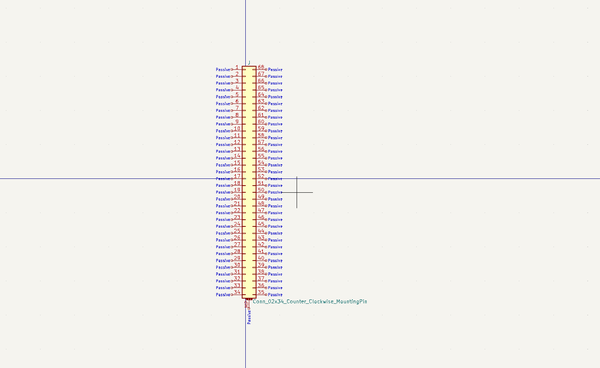 J
Passive 1 68 Passive
Passive 2 67 Passive
Passive 3 66 Passive
Passive 4 65 Passive
Passive 5 64 Passive
Passive 6 63 Passive
Passive 7 62 Passive
Passive 8 61 Passive
Passive 9 60 Passive
Passive 10 59 Passive
Passive 11 58 Passive
Passive 12 57 Passive
Passive 13 56 Passive
Passive 14 55 Passive
Passive 15 54 Passive
Passive 16 53 Passive
Passive 17 52 Passive
Passive 18 51 Passive
Passive 19 50 Passive
Passive 20 49 Passive
Passive 21 48 Passive
Passive 22 47 Passive
Passive 23 46 Passive
Passive 24 45 Passive
Passive 25 44 Passive
Passive 26 43 Passive
Passive 27 42 Passive
Passive 28 41 Passive
Passive 29 40 Passive
Passive 30 39 Passive
Passive 31 38 Passive
Passive 32 37 Passive
Passive 33 36 Passive
Passive 34 35 Passive
Conn_02x34_Counter_Clockwise_MountingPin
Passive